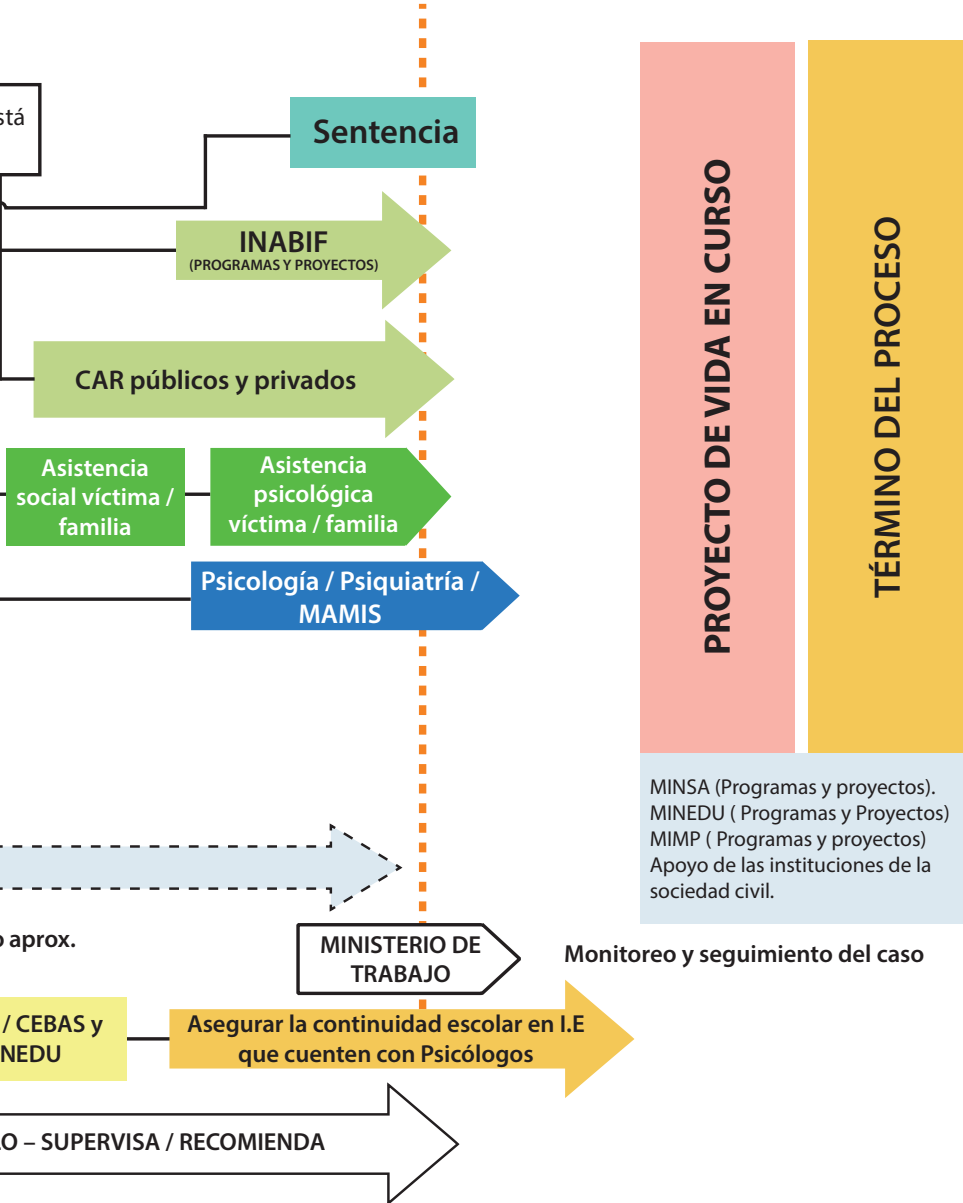 stá
Sentencia
INABIF
(PROGRAMAS Y PROYECTOS)
CAR públicos y privados
Asistencia
social víctima /
familia
Asistencia
psicológica
víctima / familia
Psicología / Psiquiatría /
MAMIS
PROYECTO DE VIDA EN CURSO
TÉRMINO DEL PROCESO
MINSA (Programas y proyectos).
MINEDU ( Programas y Proyectos)
MIMP ( Programas y proyectos)
Apoyo de las instituciones de la
sociedad civil.
o aprox.
MINISTERIO DE
TRABAJO
Monitoreo y seguimiento del caso
/ CEBAS y
NEDU
Asegurar la continuidad escolar en I.E
que cuenten con Psicólogos
LO – SUPERVISA / RECOMIENDA